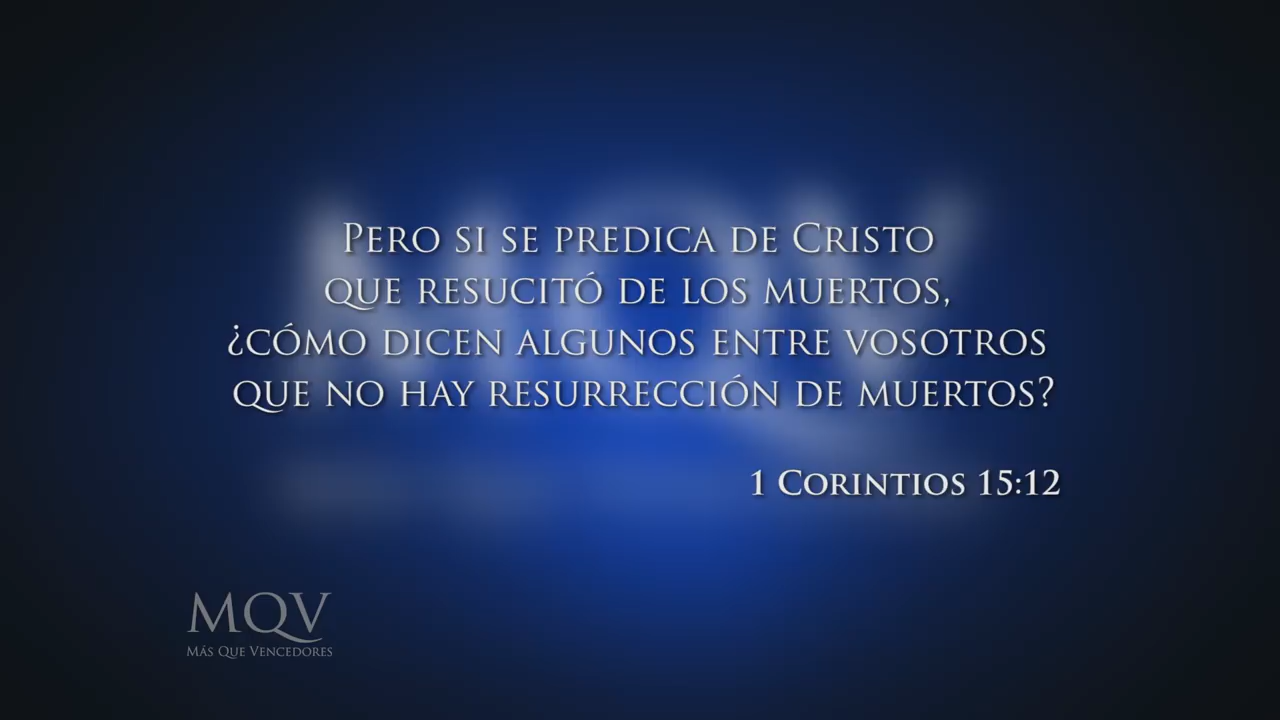 Pero si se predica de Cristo
que resucitó de los muertos,
¿cómo dicen algunos entre vosotros
que no hay resurrección de muertos?
1 Corintios 15:12
MQV
Más Que Vencedores